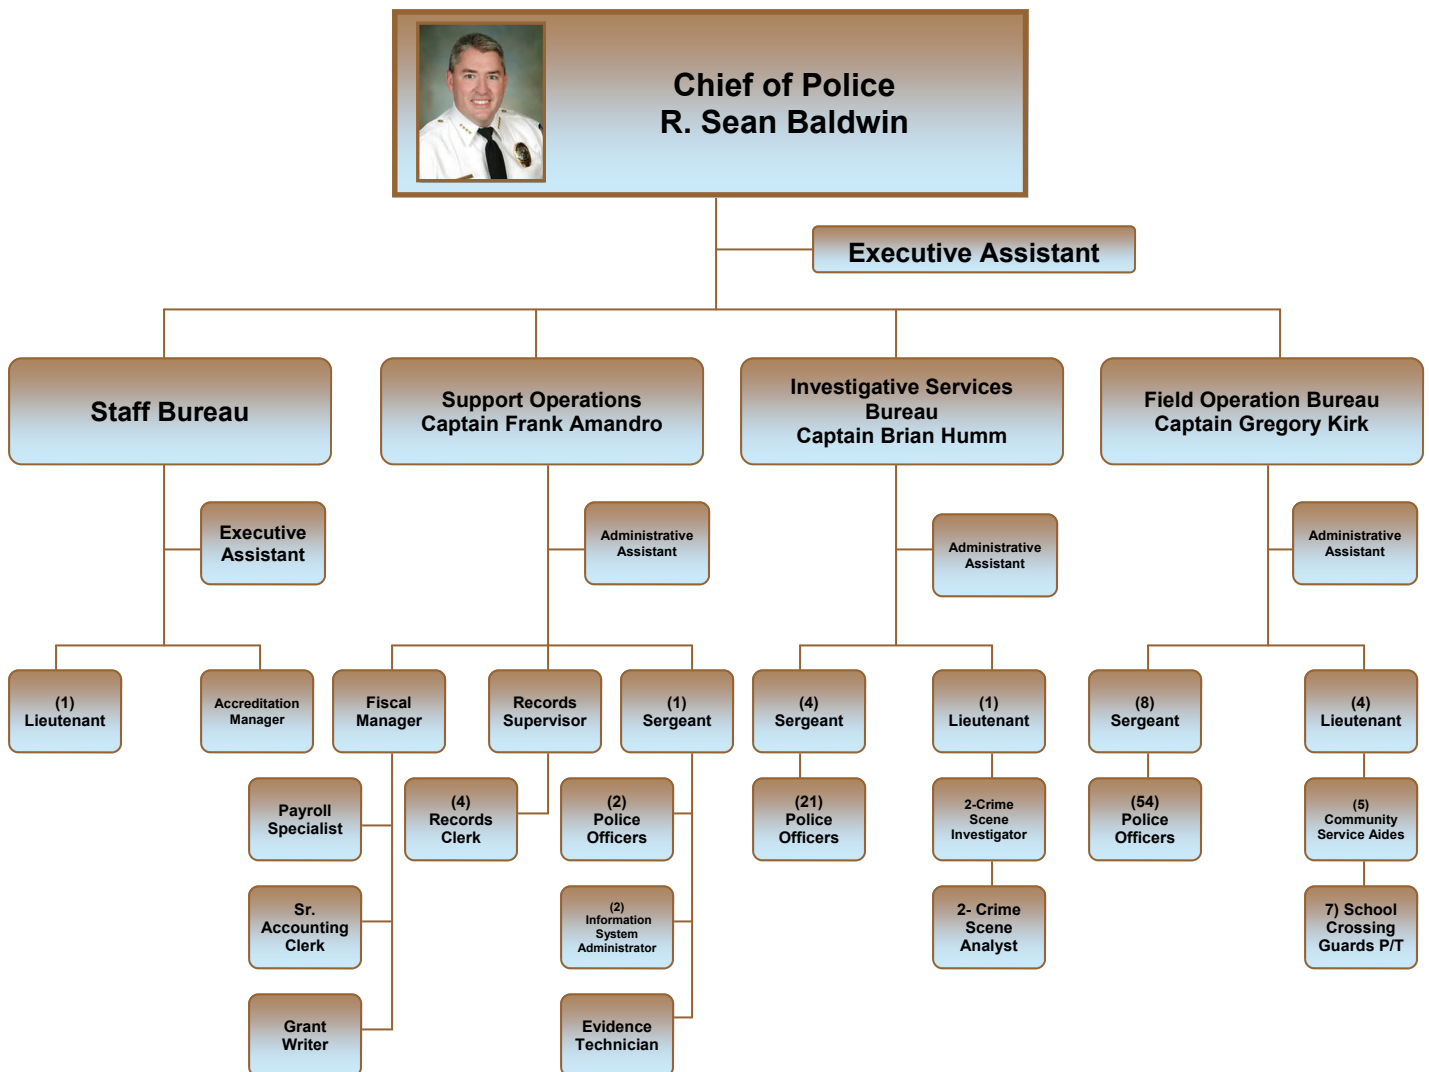 Chief of Police
R. Sean Baldwin
Executive Assistant
Staff Bureau
Support Operations
Captain Frank Amandro
Investigative Services
Bureau
Captain Brian Humm
Field Operation Bureau
Captain Gregory Kirk
Executive
Assistant
Administrative
Assistant
Administrative
Assistant
Administrative
Assistant
(1)
Lieutenant
Accreditation
Manager
Fiscal
Manager
Records
Supervisor
(1)
Sergeant
(4)
Sergeant
(1)
Lieutenant
(8)
Sergeant
(4)
Lieutenant
Payroll
Specialist
(4)
Records
Clerk
(2)
Police
Officers
(21)
Police
Officers
2-Crime
Scene
Investigator
(54)
Police
Officers
(5)
Community
Service Aides
Sr.
Accounting
Clerk
(2)
Information
System
Administrator
2- Crime
Scene
Analyst
7) School
Crossing
Guards P/T
Grant
Writer
Evidence
Technician